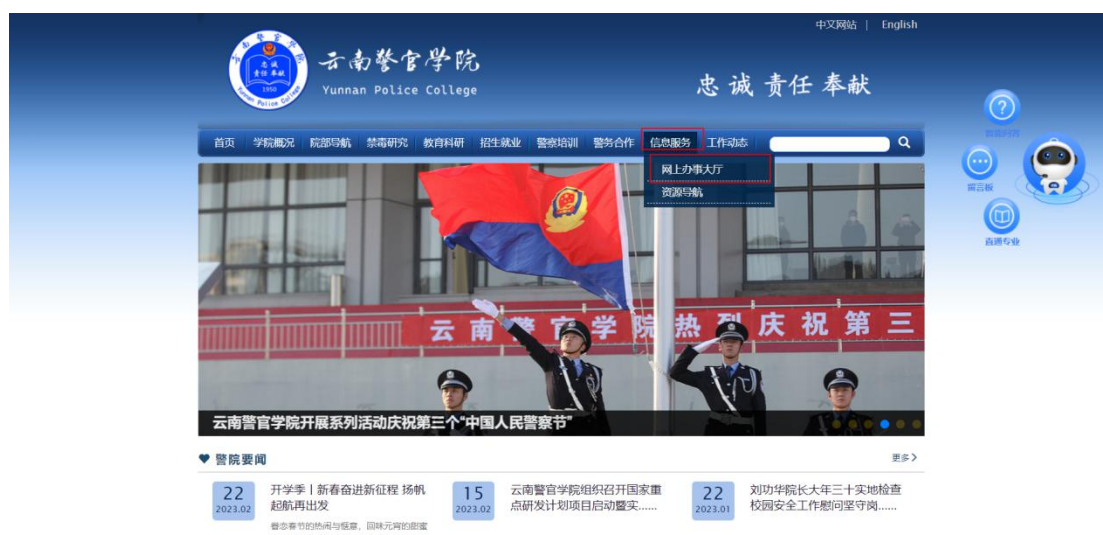 中文网站 | English
云南警官学院
Yunnan Police College
忠诚 责任 奉献
忠诚
责任 奉献
1950
Yunnan Police College
首页 学院概况 院部导航 禁毒研究 教育科研 招生就业 警察培训 警务合作 信息服务 工作动态
网上办事大厅
资源导航
留言板
直通专业
云南警官学院热烈庆祝第三
云南警官学院开展系列活动庆祝第三个"中国人民警察节"
警院要闻
更多
22
2023.02
开学季 | 新春奋进新征程 扬帆
起航再出发
15
2023.02
云南警官学院组织召开国家重
点研发计划项目启动暨实......
22
2023.01
刘功华院长大年三十实地检查
校园安全工作慰问坚守岗......